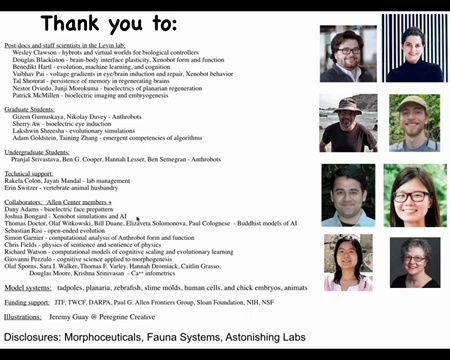 Thank you to:
Post-docs and staff scientists in the Levin lab:
Wesley Clawson - hybrots and virtual worlds for biological controllers
Douglas Blackiston - brain-body interface plasticity, Xenobot form and function
Benedikt Hartl - evolution, machine learning, and cognition
Vaibhav Pai - voltage gradients in eye/brain induction and repair, Xenobot behavior
Tal Shomrat - persistence of memory in regenerating brains
Nestor Oviedo, Junji Morokuma - bioelectrics of planarian regeneration
Patrick McMillen - bioelectric imaging and embryogenesis
Graduate Students:
Gizem Gumuskaya, Nikolay Davey - Anthrobots
Sherry Aw - bioelectric eye induction
Lakshwin Shreesha - evolutionary simulations
Adam Goldstein, Taining Zhang - emergent competencies of algorithms
Undergraduate Students:
Pranjal Srivastava, Ben G. Cooper, Hannah Lesser, Ben Semegran - Anthrobots
Technical support:
Rakela Colon, Jayati Mandal - lab management
Erin Switzer - vertebrate animal husbandry
Collaborators: Allen Center members +
Dany Adams - bioelectric face prepattern
Joshua Bongard - Xenobot simulations and AI
Thomas Doctor, Olaf Witkowski, Bill Duane, Elizaveta Solomonova, Paul Colognese - Buddhist models of AI
Sebastian Risi - open-ended evolution
Simon Garnier - computational analysis of Anthrobot form and function
Chris Fields - physics of sentience and sentience of physics
Richard Watson - computational models of cognitive scaling and evolutionary learning
Giovanni Pezzulo - cognitive science applied to morphogenesis
Olaf Sporns, Sara I. Walker, Thomas F. Varley, Hannah Dromiack, Caitlin Grasso,
Douglas Moore, Krishna Srinivasan - Ca++ infometrics
Model systems: tadpoles, planaria, zebrafish, slime molds, human cells, and chick embryos, animats
Funding support: JTF, TWCF, DARPA, Paul G. Allen Frontiers Group, Sloan Foundation, NIH, NSF
Illustrations: Jeremy Guay @ Peregrine Creative
Disclosures: Morphoceuticals, Fauna Systems, Astonishing Labs